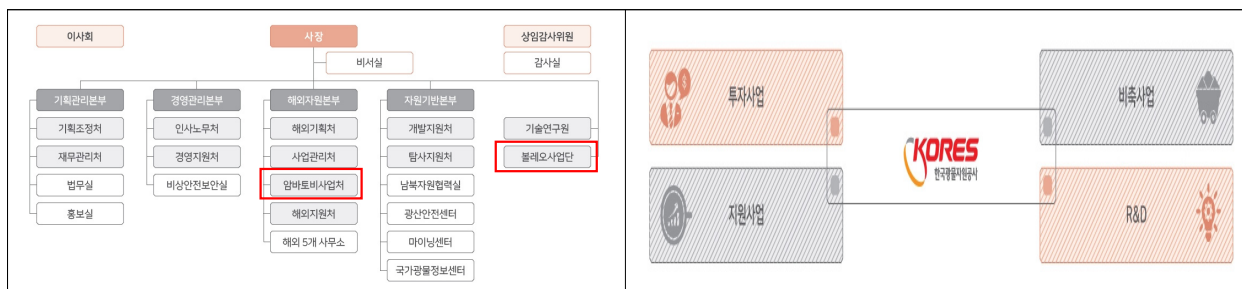 이사회
사장
상임감사위원
비서실
감사실
기획관리본부
기획조정처
재무관리처
법무실
홍보실
경영관리본부
인사노무처
경영지원처
비상안전보안실
해외자원본부
해외기획처
사업관리처
암바토비사업처
해외지원처
해외 5개 사무소
자원기반본부
개발지원처
탐사지원처
남북자원협력실
광산안전센터
마이닝센터
국가광물정보센터
기술연구원
볼레오사업단
투자사업
비축사업
KORES
한국광물자원공사
지원사업
R&D